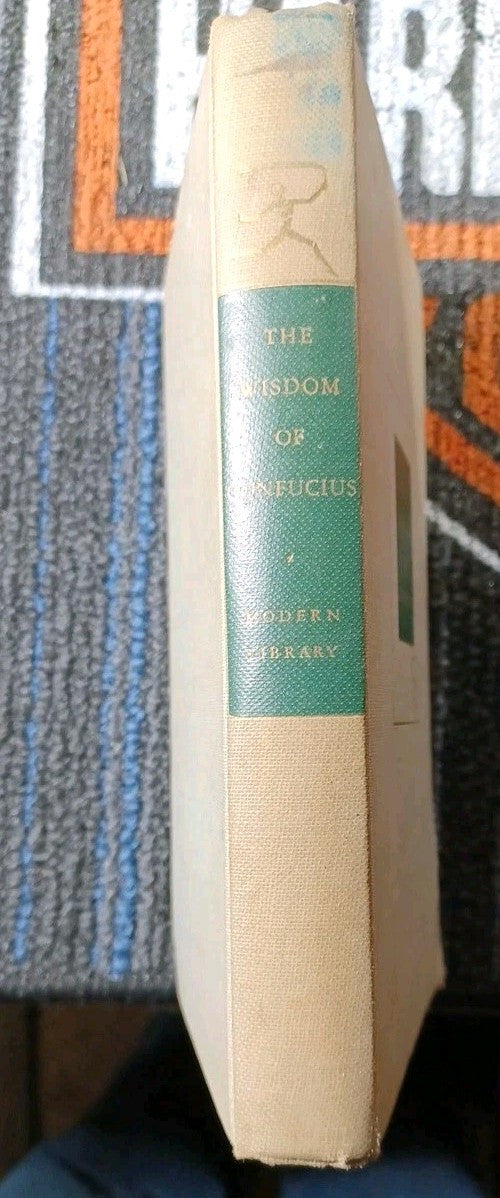 THE
WISDOM
OF
CONFUCIUS
MODERN
LIBRARY